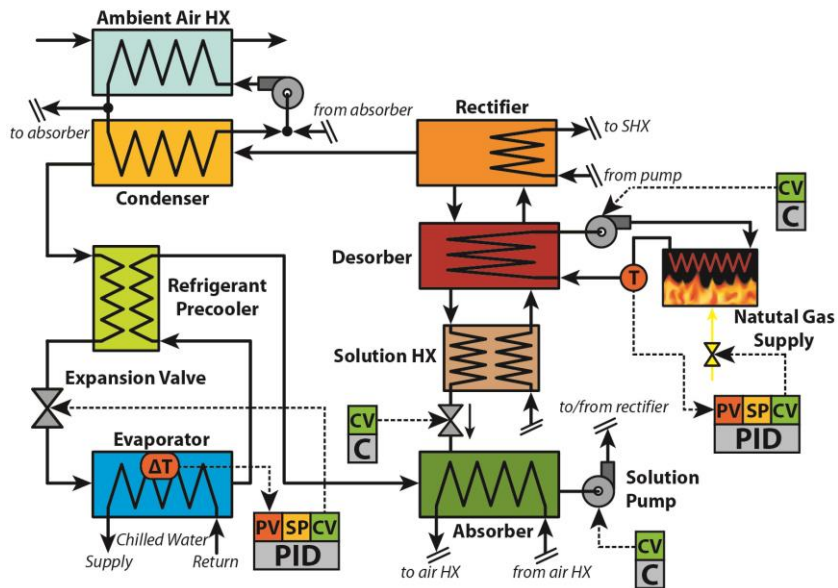 Ambient Air HX
to absorber
from absorber
Condenser
Rectifier
to SHX
from pump
CV
C
Desorber
T
Refrigerant
Precooler
Natutal Gas
Supply
Solution HX
Expansion Valve
CV
C
to/from rectifier
PV SP CV
PID
Evaporator
ΔT
PV SP CV
PID
Chilled Water
Supply
Return
Absorber
Solution
Pump
to air HX
from air HX
CV
C